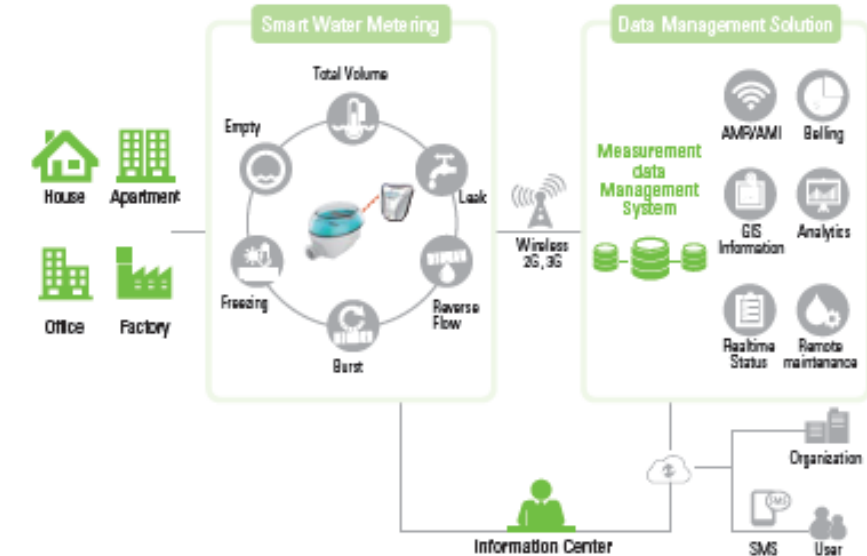 Smart Water Metering
Data Management Solution
Total Volume
Empty
Leak
Freezing
Reverse
Flow
Burst
House
Apartment
Office
Factory
Wireless
2G, 3G
Measurement
data
Management
System
AMR/AMI
Belling
GIS
Information
Analytics
Realtime
Status
Remote
maintenance
Organization
Information Center
SMS
SMS
User